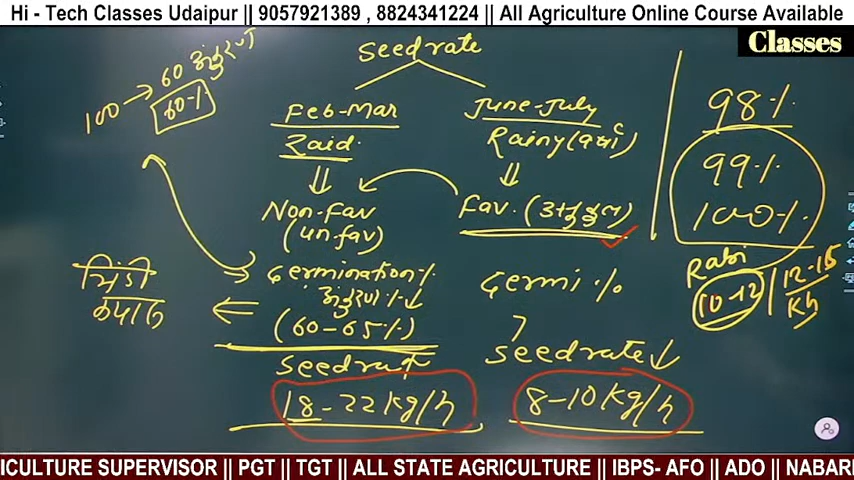 Hi - Tech Classes Udaipur || 9057921389 , 8824341224 || All Agriculture Online Course Available
Classes
Seed rate
100 → 60 अंकुरण
60%
Feb-Mar
Zaid
Non-Fav
(un fav)
Germination%
अंकुरण %↓
(60-65%)
Seedrate↑
18-22 kg/h
भिंडी
कपास
June-July
Rainy (वर्षा)
Fav. (अनुकूल)
Germi %
Seedrate↓
8-10 kg/h
98%
99%
100%
Rabi
10-12 | 12-15
ICULTURE SUPERVISOR || PGT || TGT || ALL STATE AGRICULTURE || IBPS- AFO || ADO || NABARD